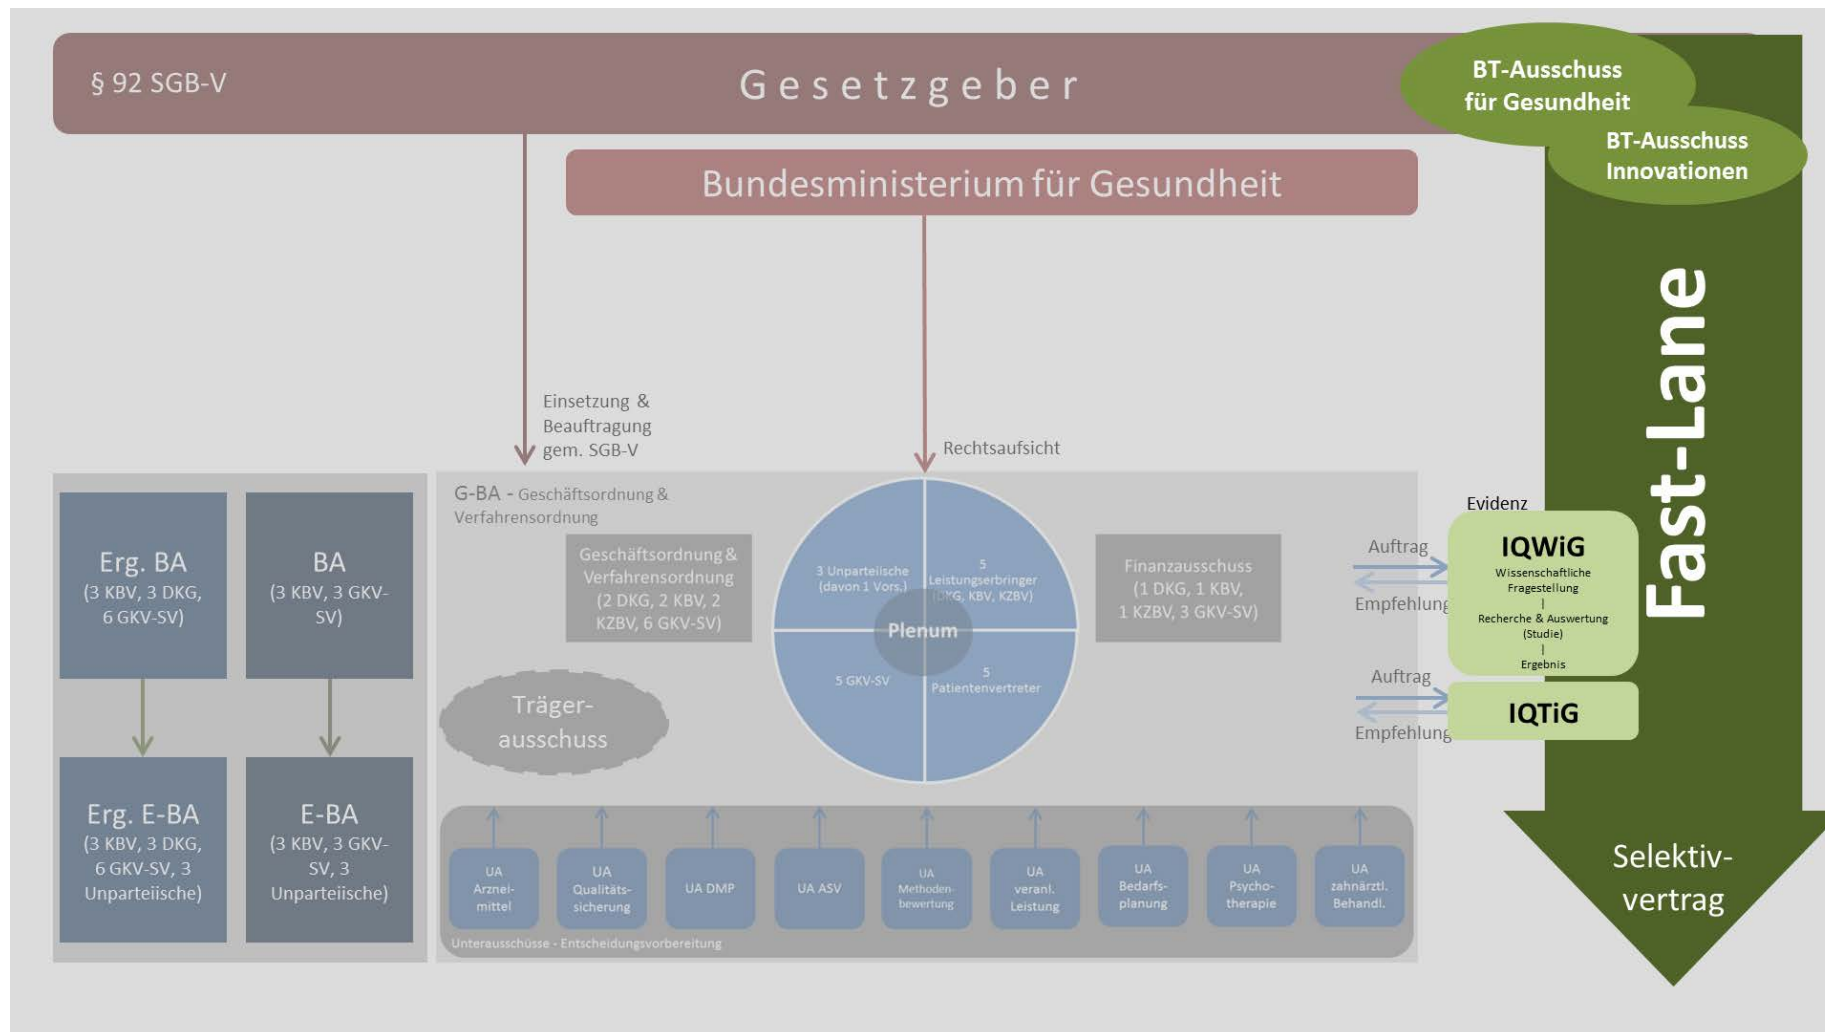 § 92 SGB-V
Gesetzgeber
BT-Ausschuss
für Gesundheit
BT-Ausschuss
Innovationen
Bundesministerium für Gesundheit
Fast-Lane
Einsetzung &
Beauftragung
gem. SGB-V
Rechtsaufsicht
Erg. BA
(3 KBV, 3 DKG,
6 GKV-SV)
BA
(3 KBV, 3 GKV-
SV)
Erg. E-BA
(3 KBV, 3 DKG,
6 GKV-SV, 3
Unparteiische)
E-BA
(3 KBV, 3 GKV-
SV, 3
Unparteiische)
G-BA - Geschäftsordnung &
Verfahrensordnung
Geschäftsordnung &
Verfahrensordnung
(2 DKG, 2 KBV, 2
KZBV, 6 GKV-SV)
3 Unparteiische
(davon 1 Vors.)
5
Leistungserbringer
(DKG, KBV, KZBV)
Plenum
5 GKV-SV
5
Patientenvertreter
Finanzausschuss
(1 DKG, 1 KBV,
1 KZBV, 3 GKV-SV)
Träger-
ausschuss
Auftrag
Empfehlung
Evidenz
IQWiG
Wissenschaftliche
Fragestellung
|
Recherche & Auswertung
(Studie)
|
Ergebnis
Auftrag
Empfehlung
IQTiG
UA
Arznei-
mittel
UA
Qualitäts-
sicherung
UA DMP
UA ASV
UA
Methoden-
bewertung
UA
veranl.
Leistung
UA
Bedarfs-
planung
UA
Psycho-
therapie
UA
zahnärztl.
Behandl.
Unterausschüsse - Entscheidungsvorbereitung
Selektiv-
vertrag